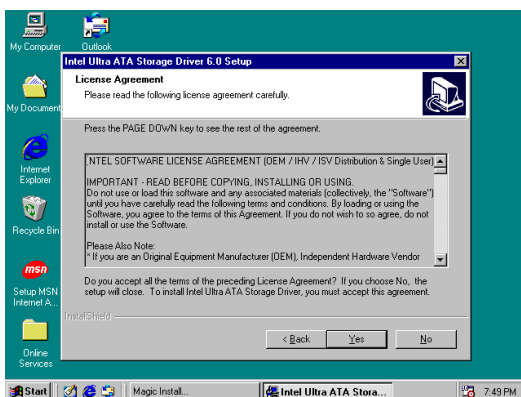 My Computer
Outlook
My Document
Internet
Explorer
Recycle Bin
msn
Setup MSN
Internet A...
Online
Services
Intel Ultra ATA Storage Driver 6.0 Setup
License Agreement
Please read the following license agreement carefully.
Press the PAGE DOWN key to see the rest of the agreement.
NTEL SOFTWARE LICENSE AGREEMENT (OEM / IHV / ISV Distribution & Single User)
IMPORTANT - READ BEFORE COPYING, INSTALLING OR USING.
Do not use or load this software and any associated materials (collectively, the "Software")
until you have carefully read the following terms and conditions. By loading or using the
Software, you agree to the terms of this Agreement. If you do not wish to so agree, do not
install or use the Software.
Please Also Note:
* If you are an Original Equipment Manufacturer (OEM), Independent Hardware Vendor
Do you accept all the terms of the preceding License Agreement? If you choose No, the
setup will close. To install Intel Ultra ATA Storage Driver, you must accept this agreement.
InstallShield
< Back
Yes
No
Start
Magic Install...
Intel Ultra ATA Stora...
7:49 PM